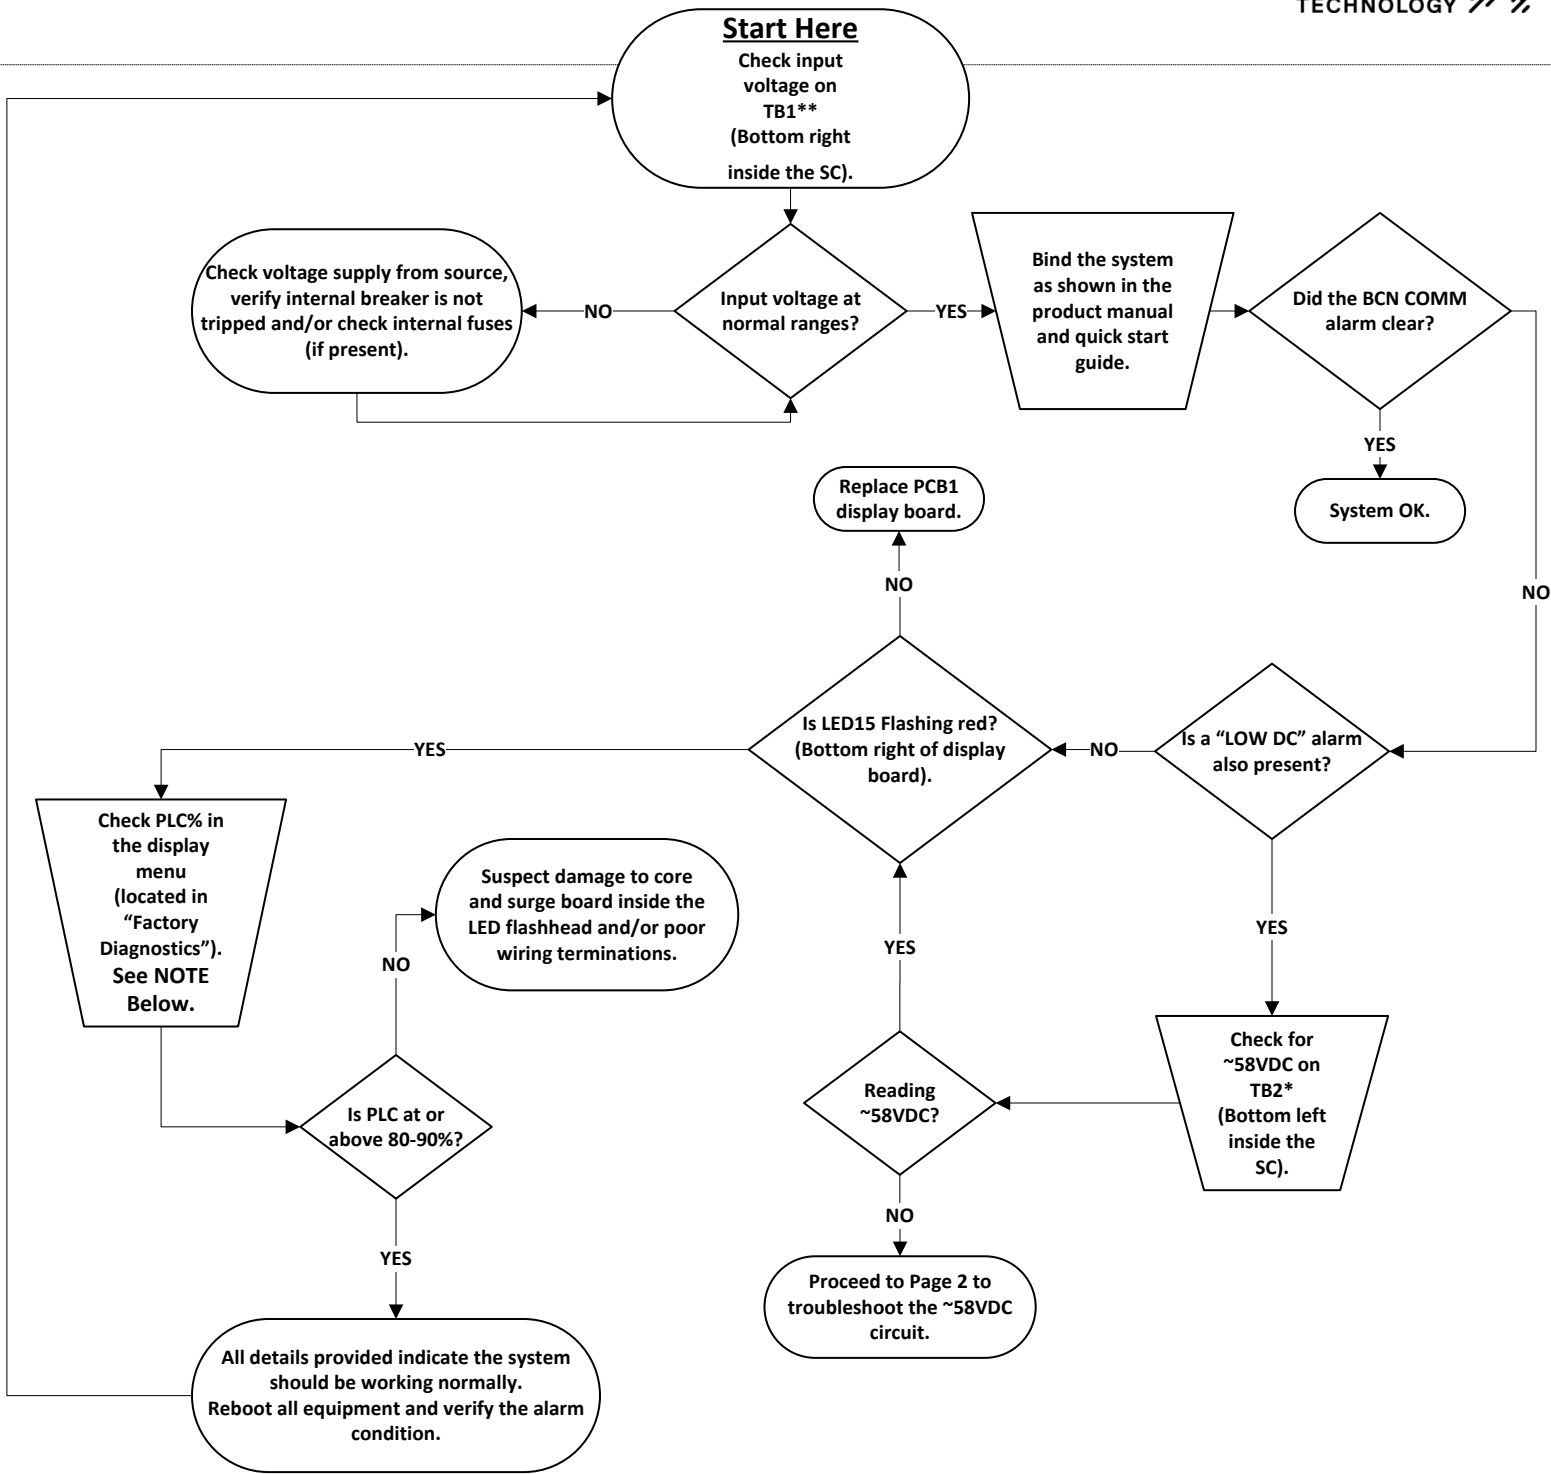 TECHNOLOGY
Start Here
Check input
voltage on
TB1**
(Bottom right
inside the SC).
Check voltage supply from source,
verify internal breaker is not
tripped and/or check internal fuses
(if present).
NO
Input voltage at
normal ranges?
YES
Bind the system
as shown in the
product manual
and quick start
guide.
Did the BCN COMM
alarm clear?
YES
System OK.
NO
Replace PCB1
display board.
NO
Is LED15 Flashing red?
(Bottom right of display
board).
NO
Is a “LOW DC” alarm
also present?
YES
Check PLC% in
the display
menu
(located in
“Factory
Diagnostics”).
See NOTE
Below.
Suspect damage to core
and surge board inside the
LED flashhead and/or poor
wiring terminations.
NO
YES
YES
Is PLC at or
above 80-90%?
Reading
~58VDC?
Check for
~58VDC on
TB2*
(Bottom left
inside the
SC).
YES
NO
Proceed to Page 2 to
troubleshoot the ~58VDC
circuit.
All details provided indicate the system
should be working normally.
Reboot all equipment and verify the alarm
condition.